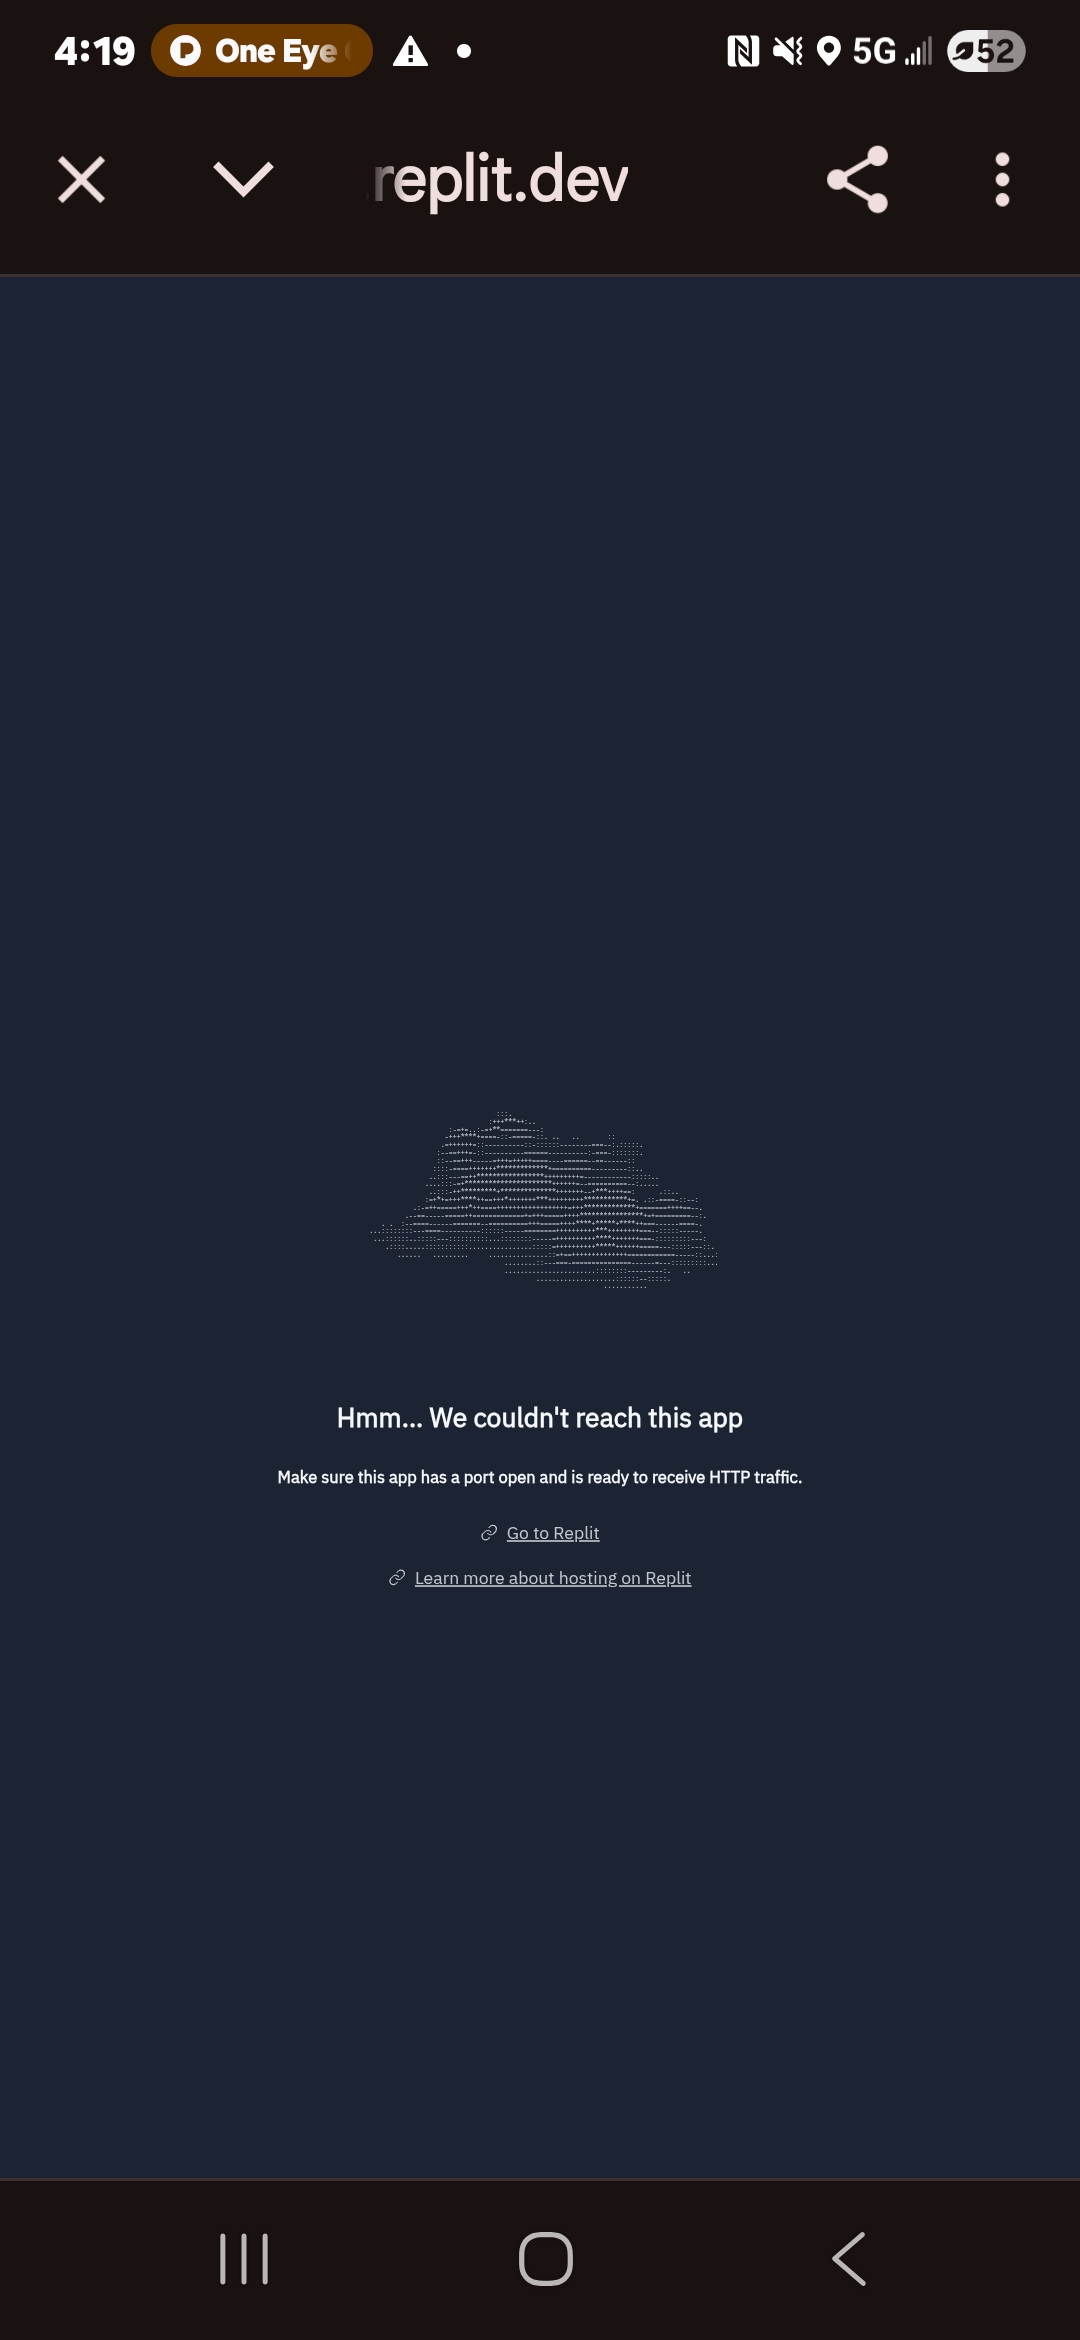 4:19 One Eye 5G 52
.replit.dev
Hmm... We couldn't reach this app
Make sure this app has a port open and is ready to receive HTTP traffic.
Go to Replit
Learn more about hosting on Replit